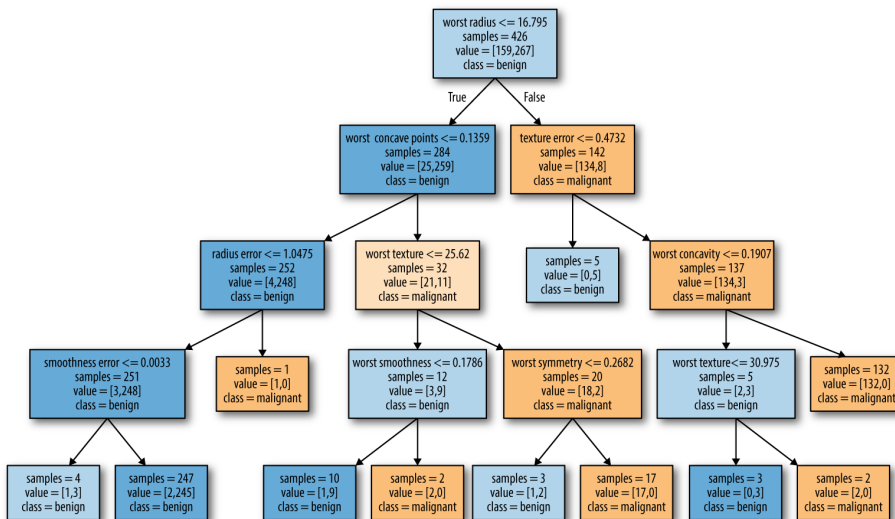 worst radius <= 16.795
samples = 426
value = [159,267]
class = benign
True
False
worst concave points <= 0.1359
samples = 284
value = [25,259]
class = benign
texture error <= 0.4732
samples = 142
value = [134,8]
class = malignant
radius error <= 1.0475
samples = 252
value = [4,248]
class = benign
worst texture <= 25.62
samples = 32
value = [21,11]
class = malignant
samples = 5
value = [0,5]
class = benign
worst concavity <= 0.1907
samples = 137
value = [134,3]
class = malignant
smoothness error <= 0.0033
samples = 251
value = [3,248]
class = benign
samples = 1
value = [1,0]
class = malignant
worst smoothness <= 0.1786
samples = 12
value = [3,9]
class = benign
worst symmetry <= 0.2682
samples = 20
value = [18,2]
class = malignant
worst texture<= 30.975
samples = 5
value = [2,3]
class = benign
samples = 132
value = [132,0]
class = malignant
samples = 4
value = [1,3]
class = benign
samples = 247
value = [2,245]
class = benign
samples = 10
value = [1,9]
class = benign
samples = 2
value = [2,0]
class = malignant
samples = 3
value = [1,2]
class = benign
samples = 17
value = [17,0]
class = malignant
samples = 3
value = [0,3]
class = benign
samples = 2
value = [2,0]
class = malignant